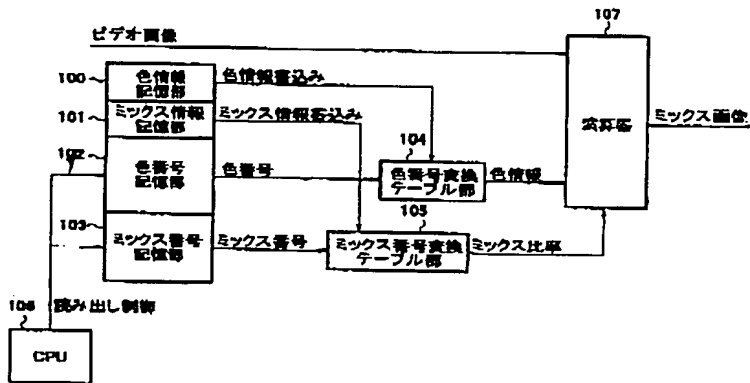 107
ビデオ画像
100
色情報
記憶部
色情報書込み
101
ミックス情報
記憶部
ミックス情報書込み
演算器
ミックス画像
102
色番号
記憶部
色番号
104
色番号変換
テーブル部
色情報
103
105
ミックス番号
記憶部
ミックス番号
ミックス番号変換
テーブル部
ミックス比率
106
読み出し制御
CPU